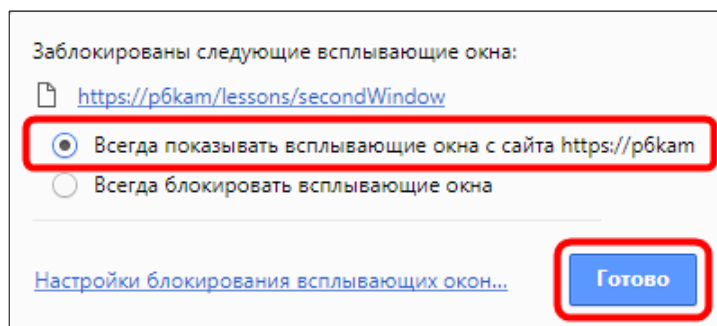 Заблокированы следующие всплывающие окна:
https://p6kam/lessons/secondWindow
Всегда показывать всплывающие окна с сайта https://p6kam
Всегда блокировать всплывающие окна
Настройки блокирования всплывающих окон...
Готово